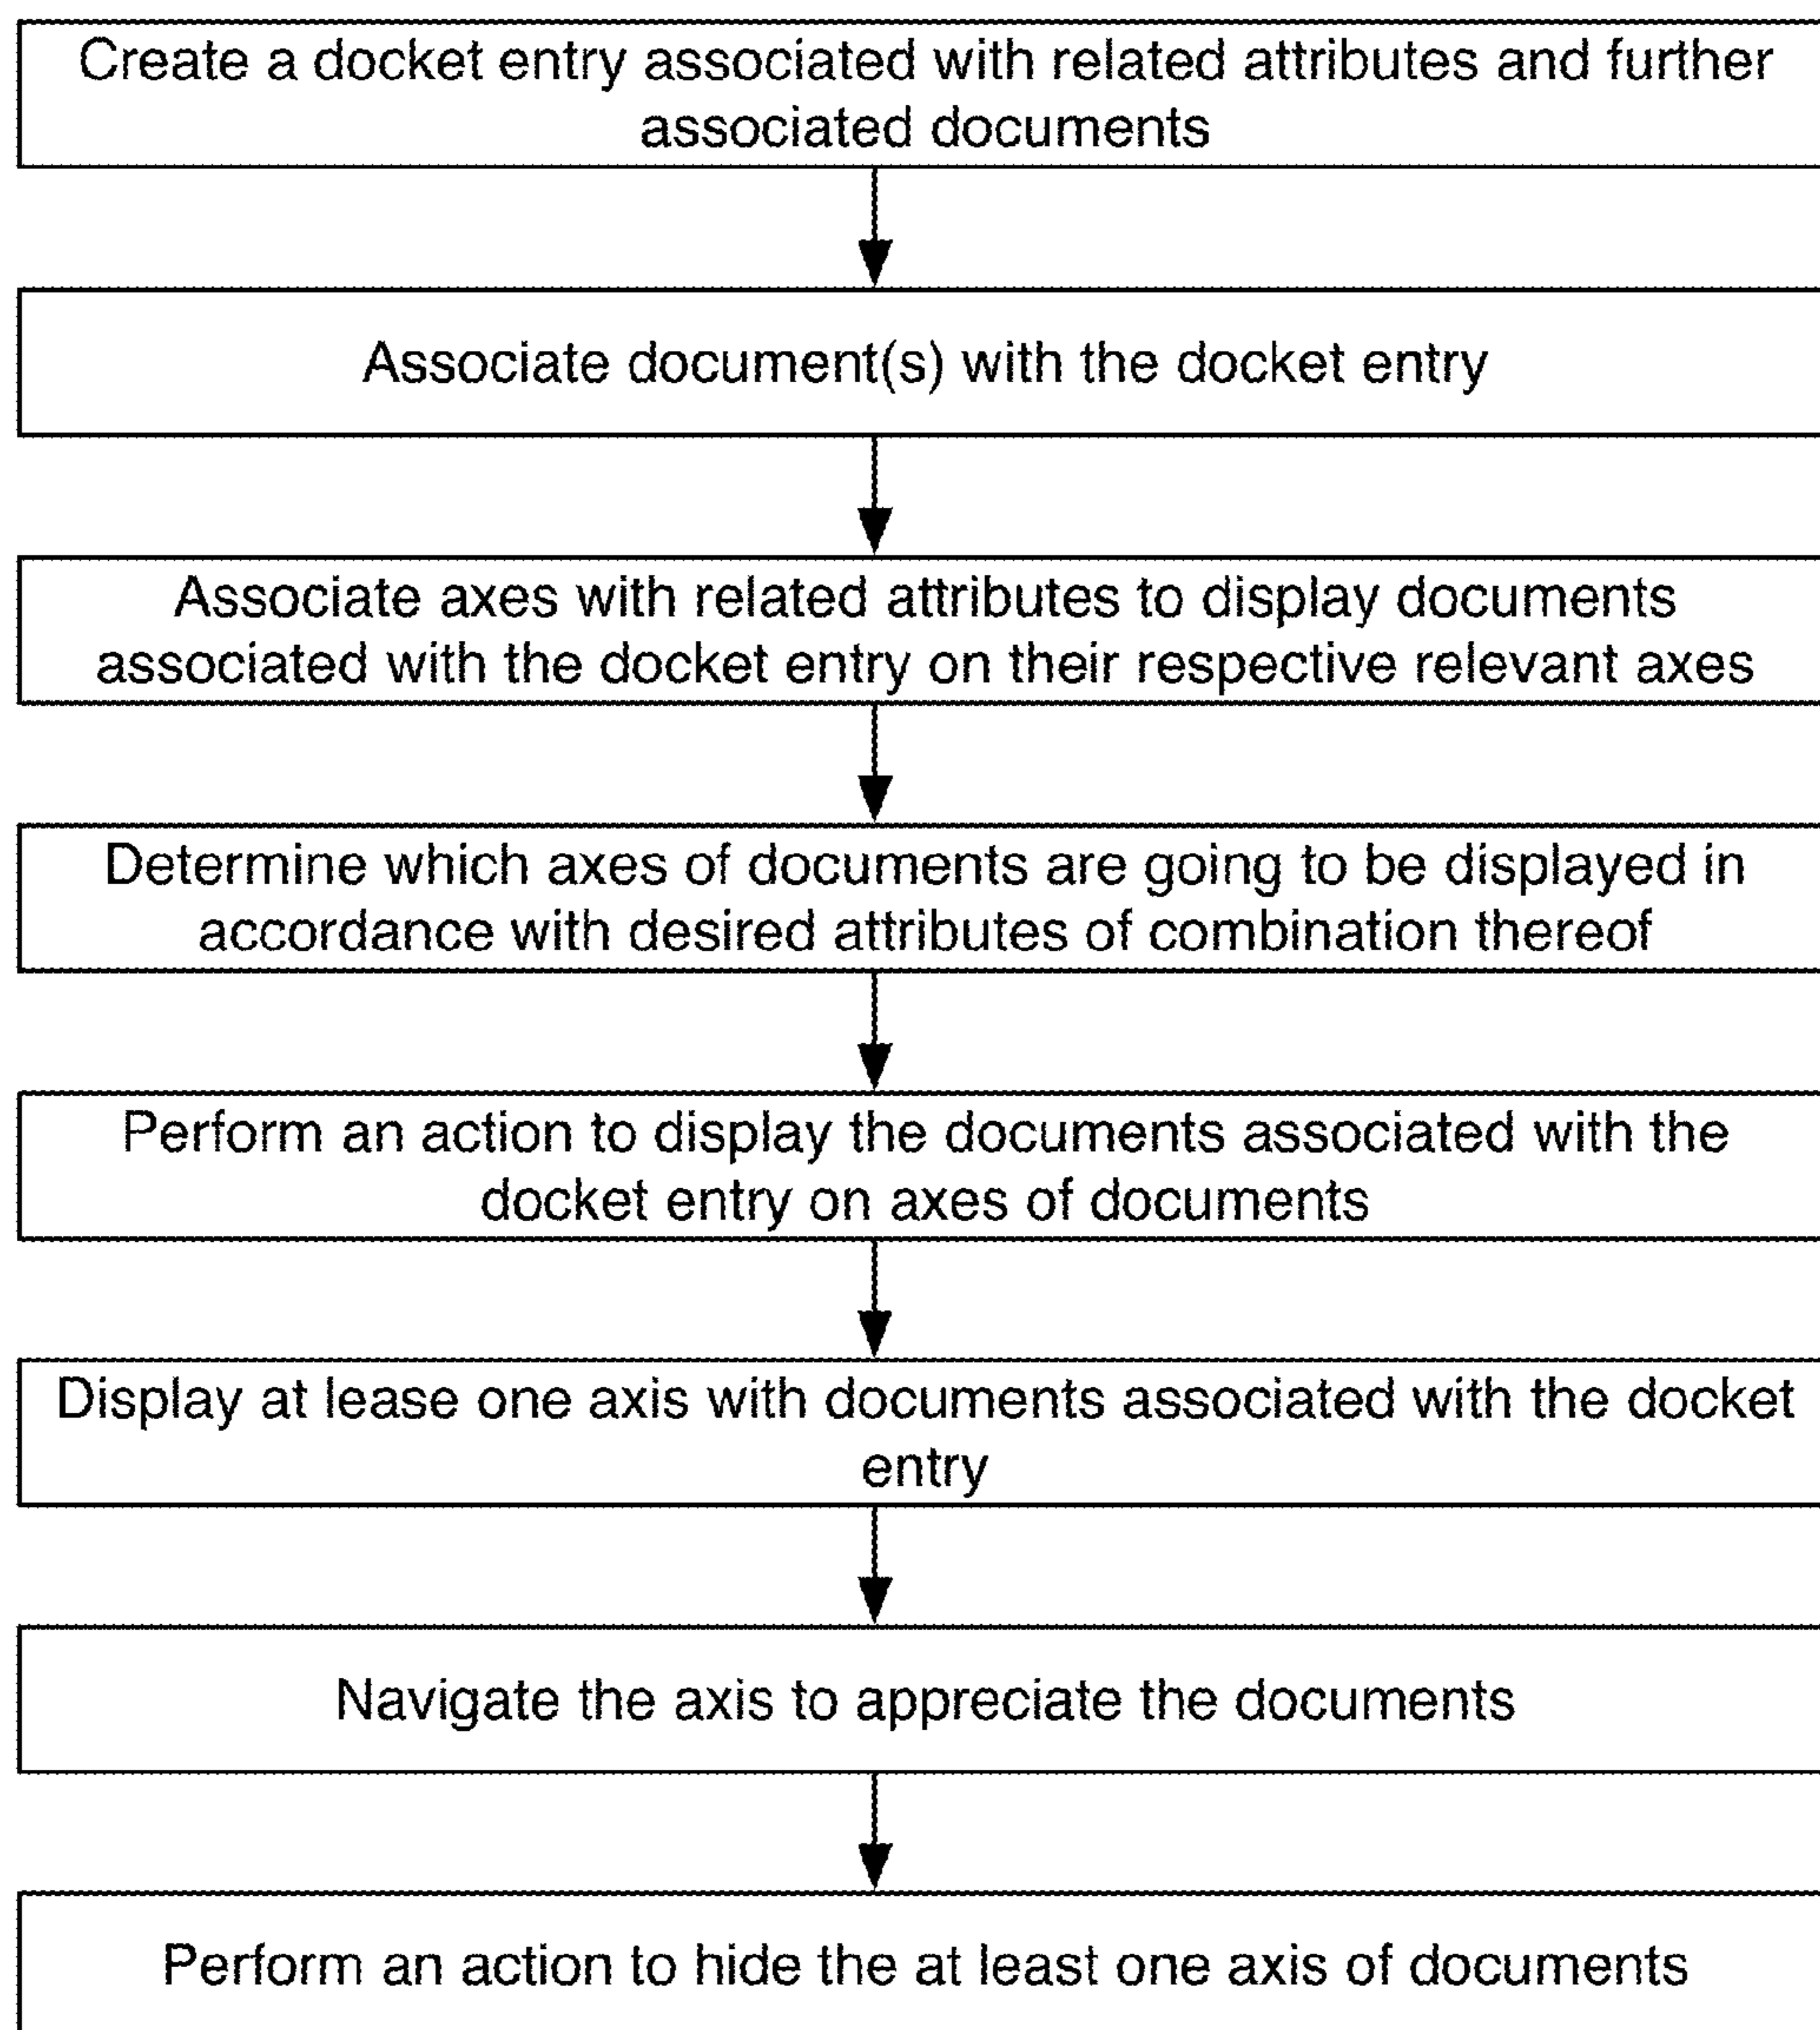 Create a docket entry associated with related attributes and further
associated documents
Associate document(s) with the docket entry
Associate axes with related attributes to display documents
associated with the docket entry on their respective relevant axes
Determine which axes of documents are going to be displayed in
accordance with desired attributes of combination thereof
Perform an action to display the documents associated with the
docket entry on axes of documents
Display at lease one axis with documents associated with the docket
entry
Navigate the axis to appreciate the documents
Perform an action to hide the at least one axis of documents